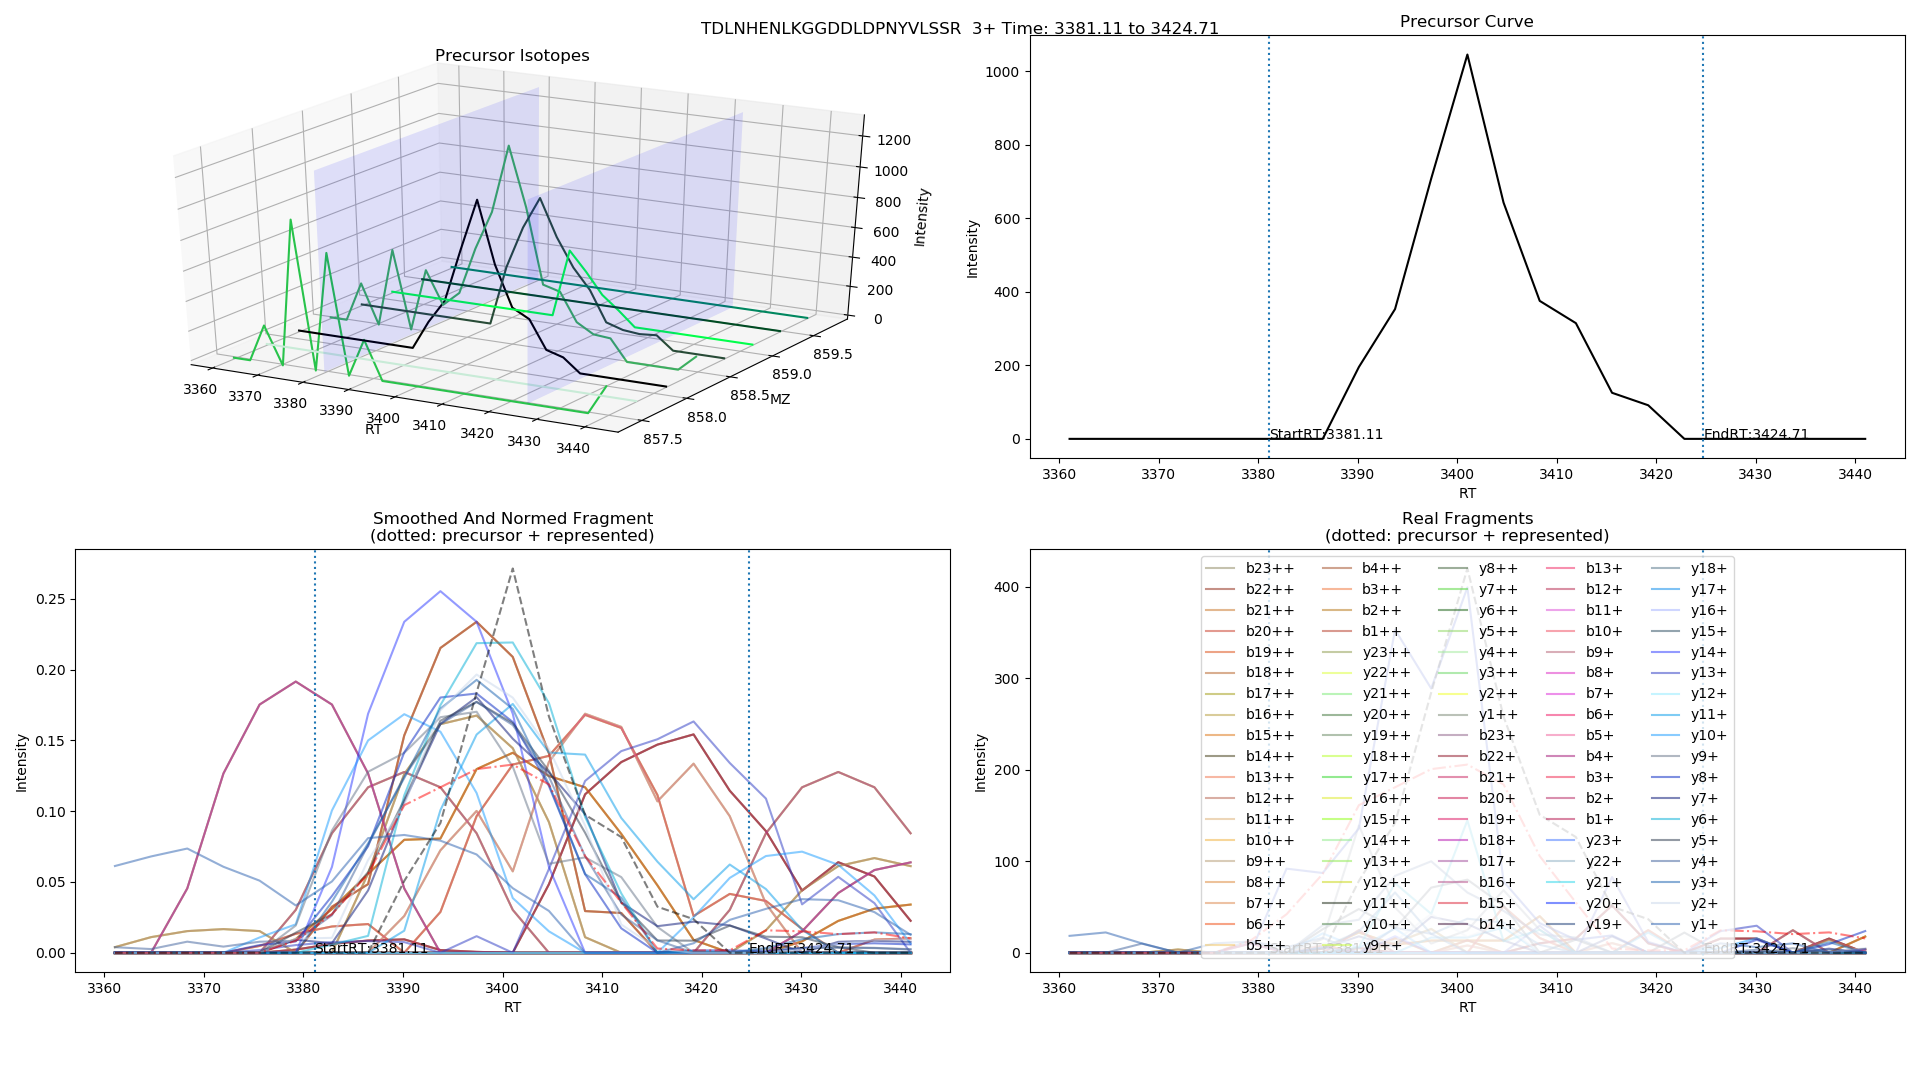 TDLNHENLKGGDDLDPNYVLSSR  3+ Time: 3381.11 to 3424.71
Precursor Isotopes
1200
1000
800
600
400
200
0
Intensity
3360
3370
3380
3390
3400
3410
3420
3430
3440
RT
857.5
858.0
858.5
859.0
859.5
MZ
Precursor Curve
1000
800
600
400
200
0
Intensity
StartRT:3381.11
EndRT:3424.71
3360 3370 3380 3390 3400 3410 3420 3430 3440
RT
Smoothed And Normed Fragment
(dotted: precursor + represented)
0.25
0.20
0.15
0.10
0.05
0.00
Intensity
StartRT:3381.11
EndRT:3424.71
3360 3370 3380 3390 3400 3410 3420 3430 3440
RT
Real Fragments
(dotted: precursor + represented)
400
300
200
100
0
Intensity
b23++ b4++ y8++ b13+ y18+
b22++ b3++ y7++ b12+ y17+
b21++ b2++ y6++ b11+ y16+
b20++ b1++ y5++ b10+ y15+
b19++ y23++ y4++ b9+ y14+
b18++ y22++ y3++ b8+ y13+
b17++ y21++ y2++ b7+ y12+
b16++ y20++ y1++ b6+ y11+
b15++ y19++ b23+ b5+ y10+
b14++ y18++ b22+ b4+ y9+
b13++ y17++ b21+ b3+ y8+
b12++ y16++ b20+ b2+ y7+
b11++ y15++ b19+ b1+ y6+
b10++ y14++ b18+ y23+ y5+
b9++ y13++ b17+ y22+ y4+
b8++ y12++ b16+ y21+ y3+
b7++ y11++ b15+ y20+ y2+
b6++ y10++ b14+ y19+ y1+
b5++ y9++
StartRT:3381.11
EndRT:3424.71
3360 3370 3380 3390 3400 3410 3420 3430 3440
RT